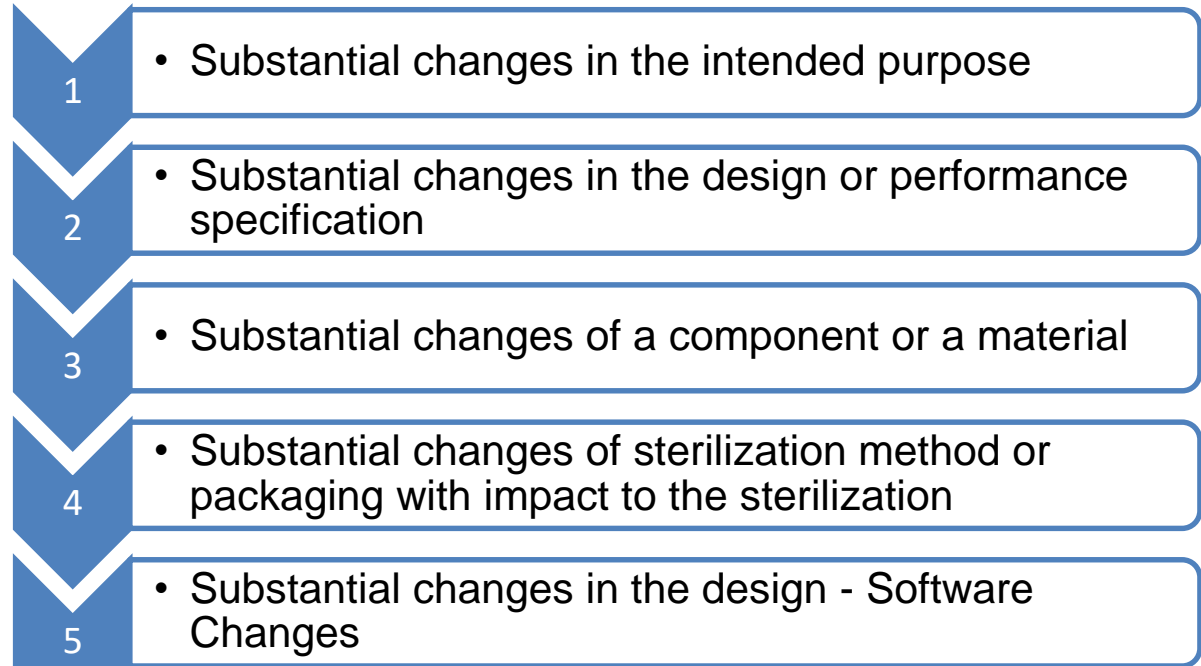 1
• Substantial changes in the intended purpose
2
• Substantial changes in the design or performance
specification
3
• Substantial changes of a component or a material
4
• Substantial changes of sterilization method or
packaging with impact to the sterilization
5
• Substantial changes in the design - Software
Changes